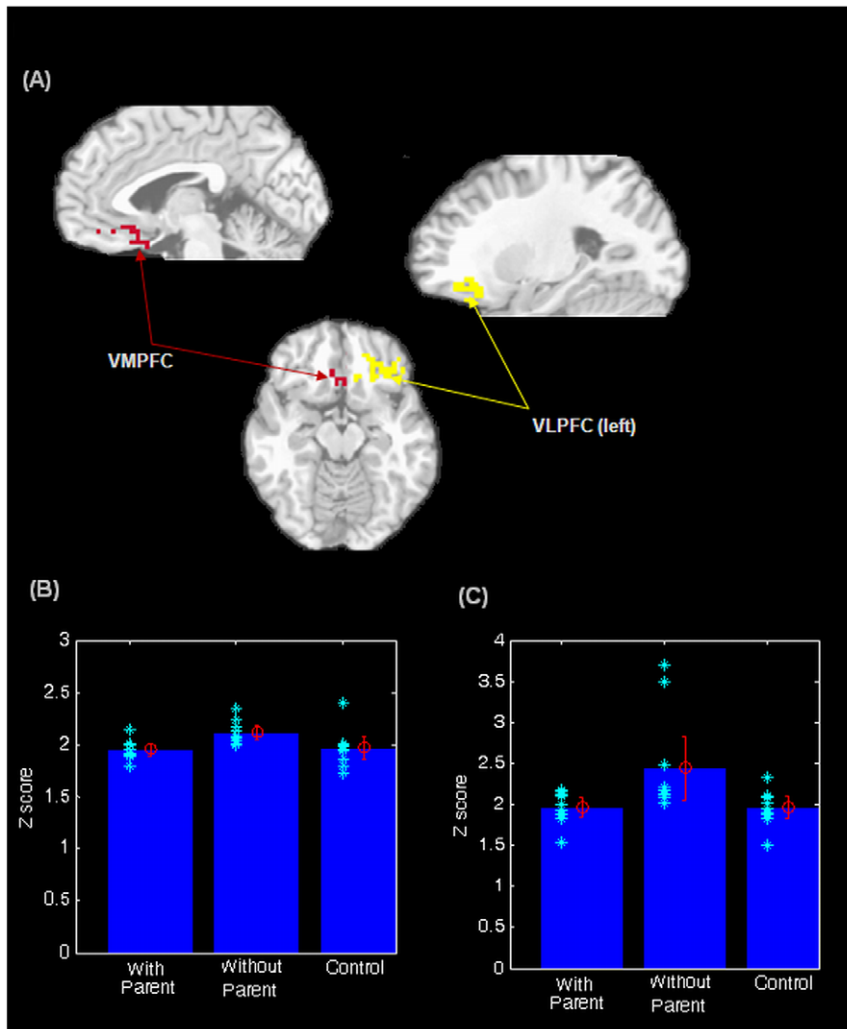 (A)
VMPFC
VLPFC (left)
(B)
3
2.5
2
1.5
1
0.5
0
Z score
With
Parent
Without
Parent
Control
(C)
4
3.5
3
2.5
2
1.5
1
0.5
0
Z score
With
Parent
Without
Parent
Control